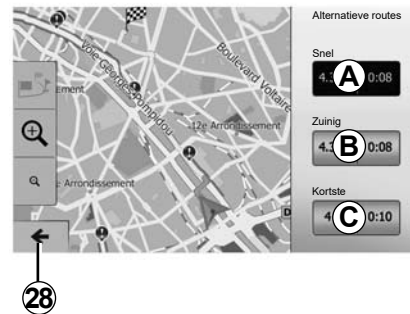 Alternatieve routes
Snel
A 0:08
Zuinig
B 0:08
Kortste
C 0:10
Voie Georges-Pompidou
Boulevard Voltaire
12e Arrondissement
e Arrondissement
28